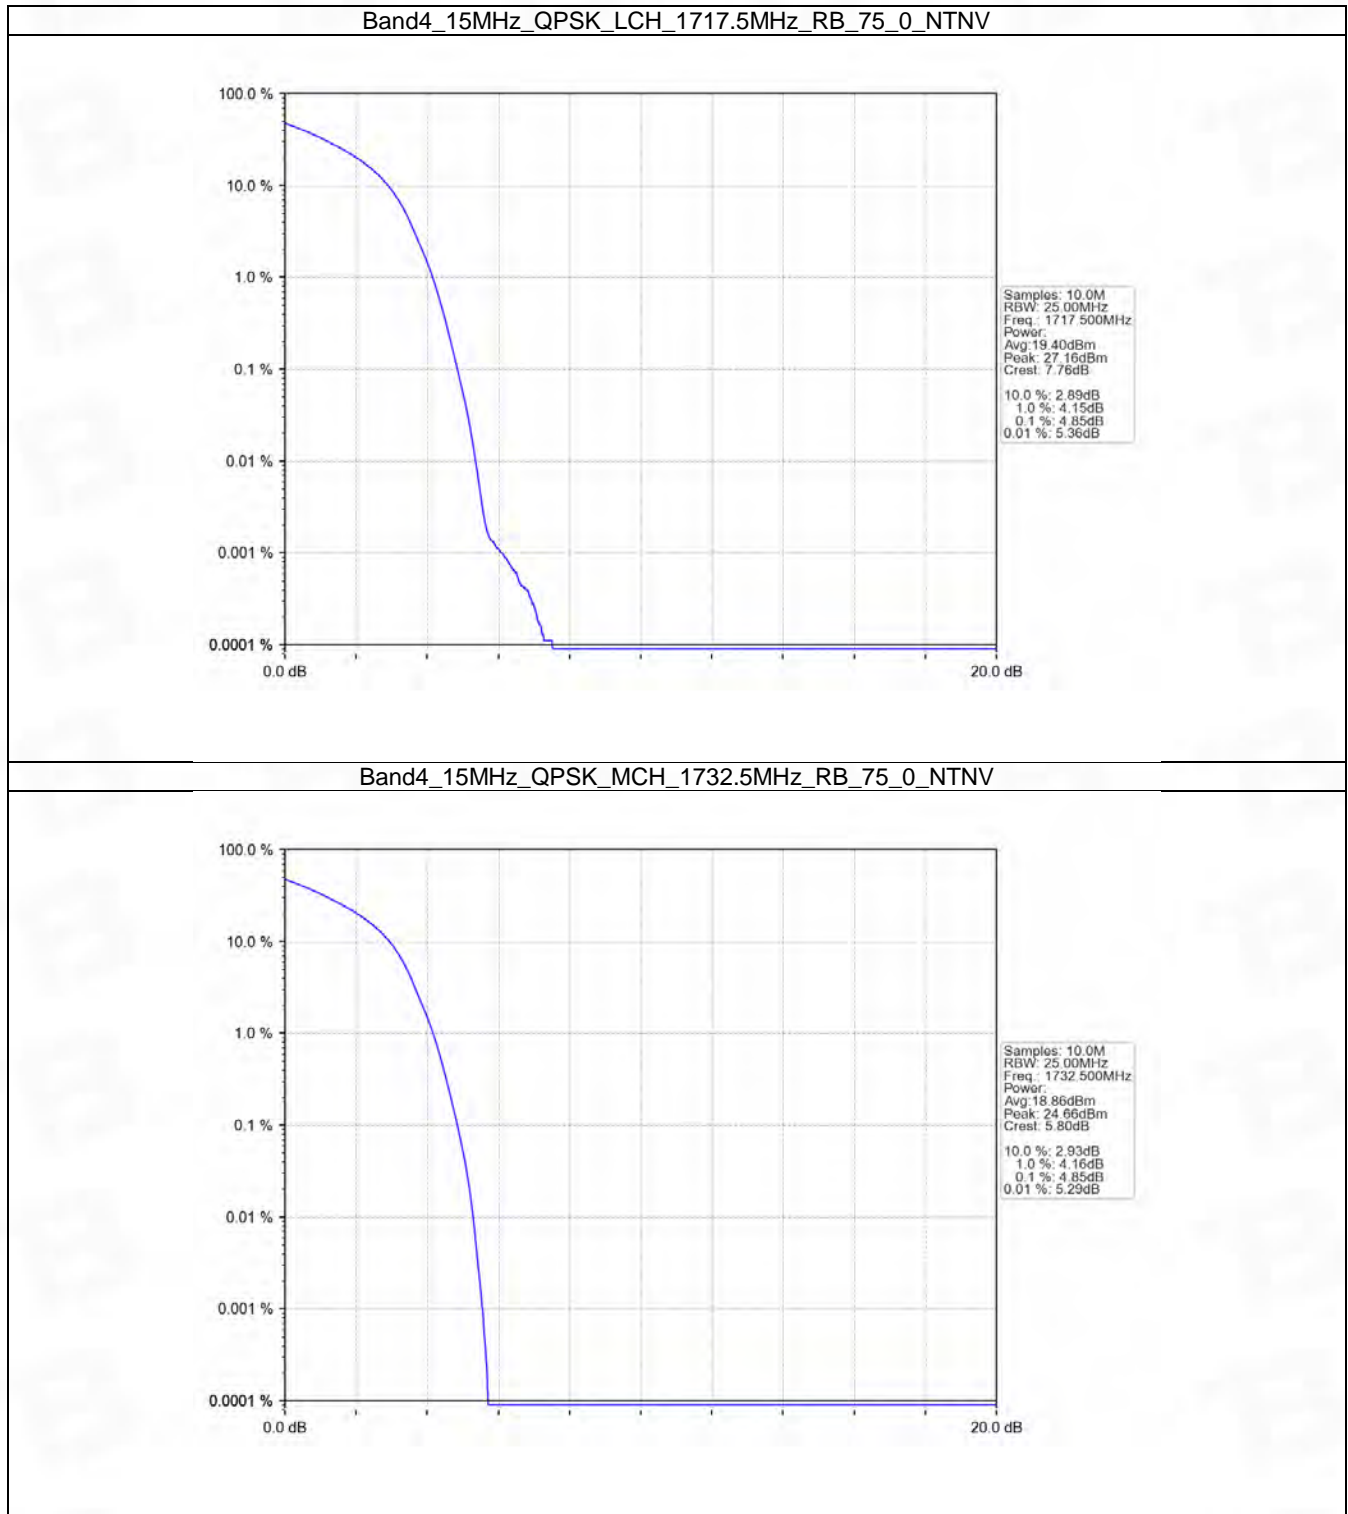 Band4_15MHz_QPSK_LCH_1717.5MHz_RB_75_0_NTNV
100.0 %
10.0 %
1.0 %
0.1 %
0.01 %
0.001 %
0.0001 %
0.0 dB
20.0 dB
Samples: 10.0M
RBW: 25.00MHz
Freq.: 1717.500MHz
Power:
Avg:19.40dBm
Peak: 27.16dBm
Crest: 7.76dB
10.0 %: 2.89dB
1.0 %: 4.15dB
0.1 %: 4.85dB
0.01 %: 5.36dB
Band4_15MHz_QPSK_MCH_1732.5MHz_RB_75_0_NTNV
100.0 %
10.0 %
1.0 %
0.1 %
0.01 %
0.001 %
0.0001 %
0.0 dB
20.0 dB
Samples: 10.0M
RBW: 25.00MHz
Freq.: 1732.500MHz
Power:
Avg:18.86dBm
Peak: 24.66dBm
Crest: 5.80dB
10.0 %: 2.93dB
1.0 %: 4.16dB
0.1 %: 4.85dB
0.01 %: 5.29dB